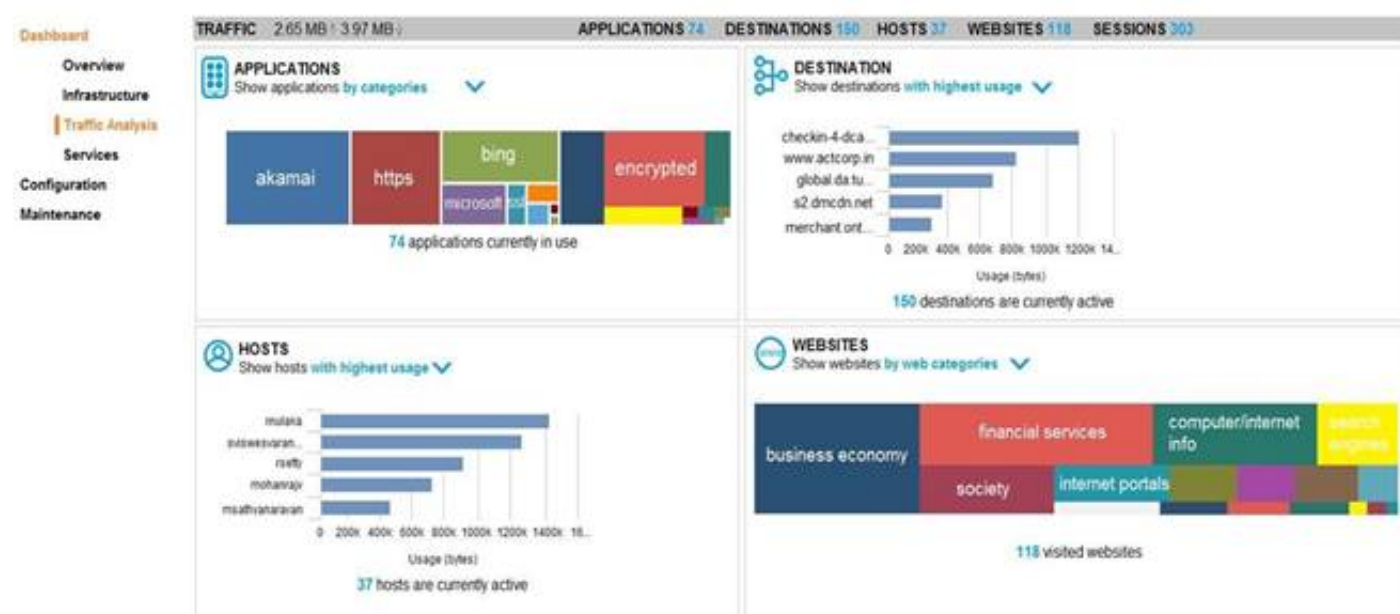 Dashboard
Overview
Infrastructure
Traffic Analysis
Services
Configuration
Maintenance
TRAFFIC 2.65 MB ↑ 3.97 MB ↓ APPLICATIONS 74 DESTINATIONS 150 HOSTS 37 WEBSITES 118 SESSIONS 303
APPLICATIONS
Show applications by categories
akamai
https
bing
microsoft
ssl
encrypted
74 applications currently in use
DESTINATION
Show destinations with highest usage
checkin-4-dca...
www.actcorp.in
global.da.tu...
s2.dmcdn.net
merchant.ont...
0 200k 400k 600k 800k 1000k 1200k 14...
Usage (bytes)
150 destinations are currently active
HOSTS
Show hosts with highest usage
mulana
rsetty
mohanrajv
msathyanarayan
0 200k 400k 600k 800k 1000k 1200k 1400k 16...
Usage (bytes)
37 hosts are currently active
WEBSITES
Show websites by web categories
business economy
financial services
computer/internet
info
search
engines
society
internet portals
118 visited websites